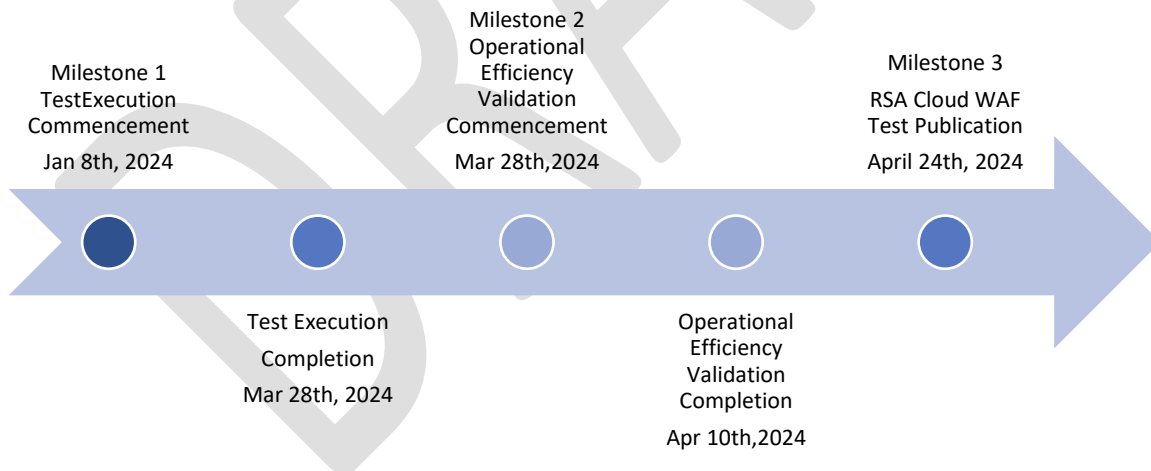 Milestone 1
TestExecution
Commencement
Jan 8th, 2024
Test Execution
Completion
Mar 28th, 2024
Milestone 2
Operational
Efficiency
Validation
Commencement
Mar 28th,2024
Operational
Efficiency
Validation
Completion
Apr 10th,2024
Milestone 3
RSA Cloud WAF
Test Publication
April 24th, 2024